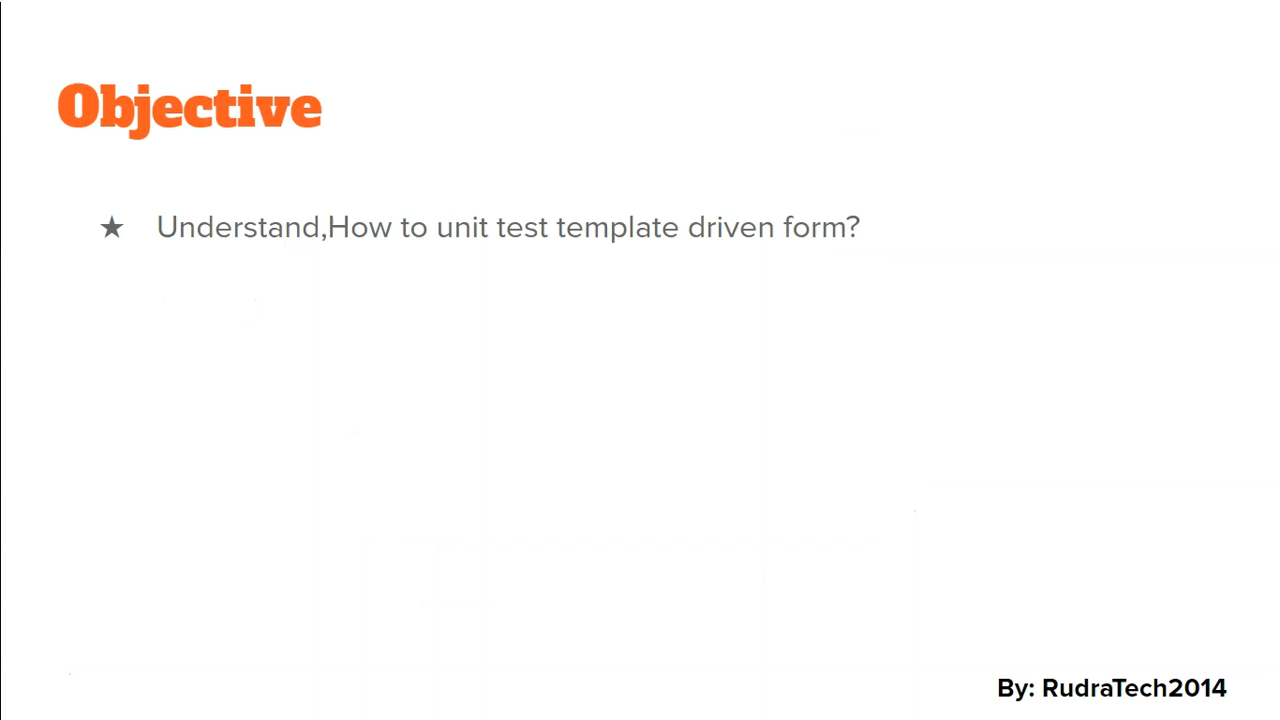 Objective
★ Understand,How to unit test template driven form?
By: RudraTech2014